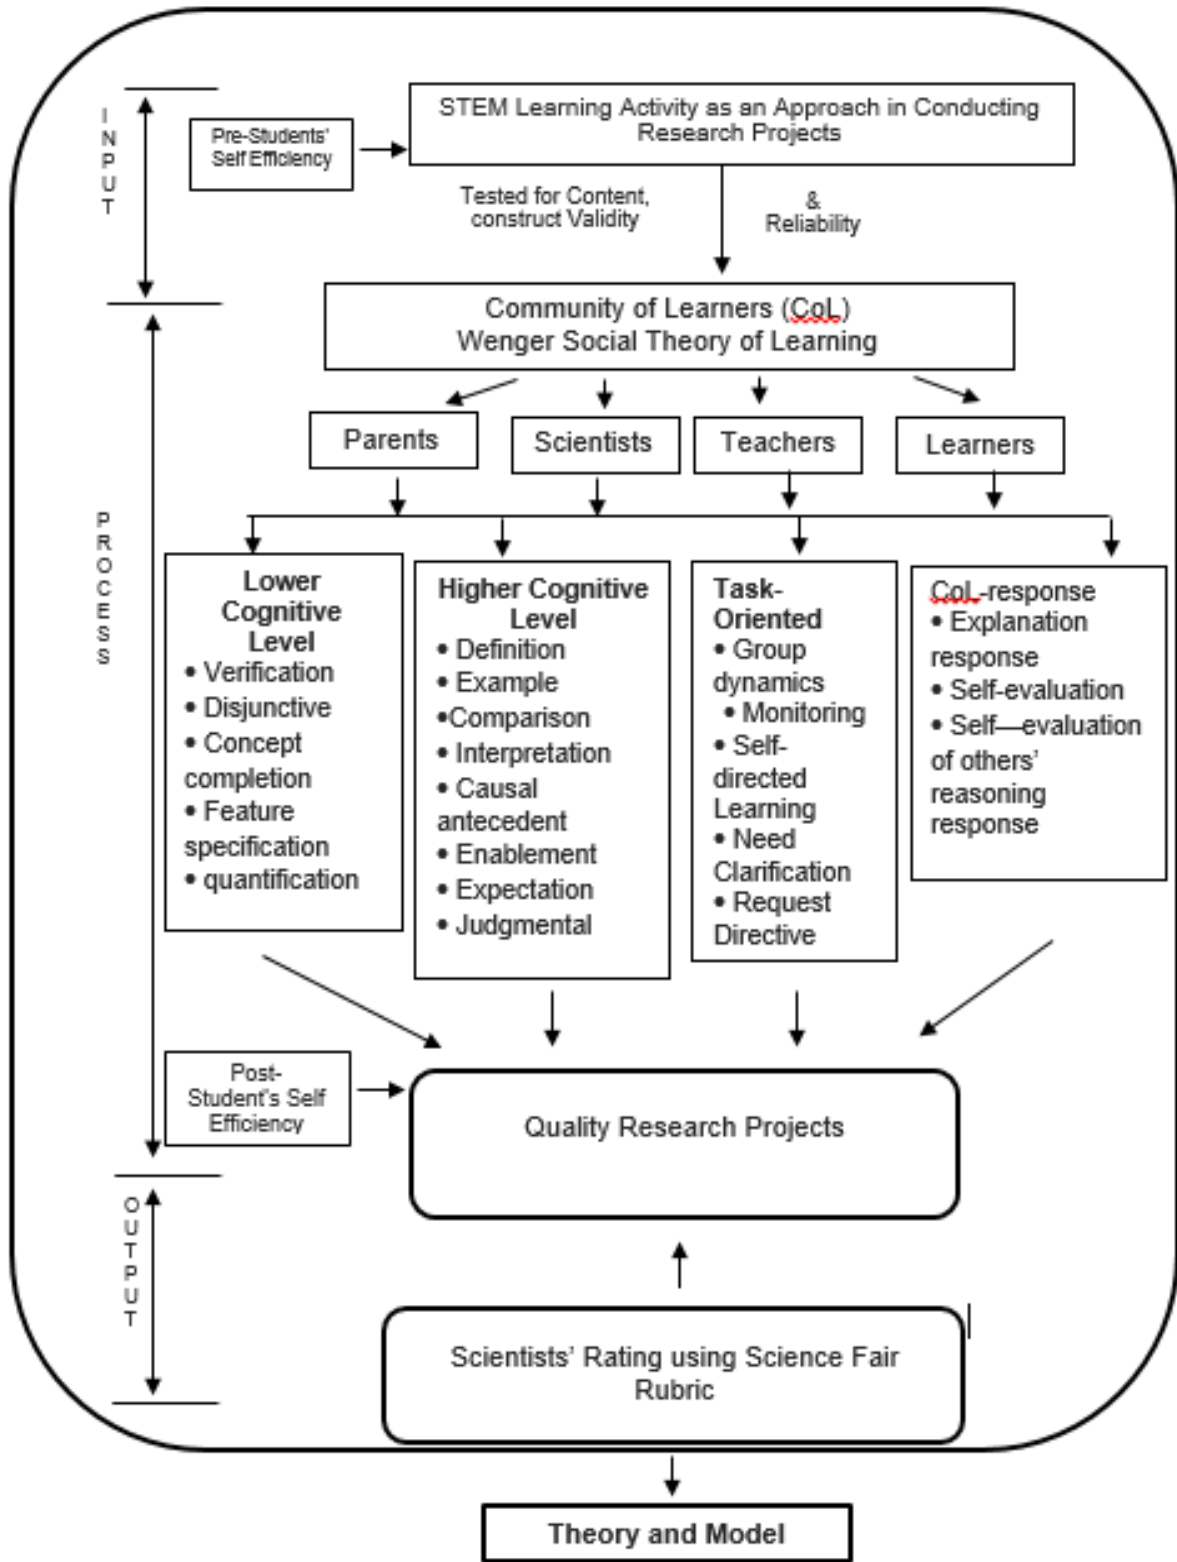 INPUT
Pre-Students'
Self Efficiency
STEM Learning Activity as an Approach in Conducting
Research Projects
Tested for Content,
construct Validity
&
Reliability
Community of Learners (CoL)
Wenger Social Theory of Learning
PROCESS
Parents
Scientists
Teachers
Learners
Lower
Cognitive
Level
• Verification
• Disjunctive
• Concept
completion
• Feature
specification
• quantification
Higher Cognitive
Level
• Definition
• Example
•Comparison
• Interpretation
• Causal
antecedent
• Enablement
• Expectation
• Judgmental
Task-
Oriented
• Group
dynamics
• Monitoring
• Self-
directed
Learning
• Need
Clarification
• Request
Directive
CoL-response
• Explanation
response
• Self-evaluation
• Self—evaluation
of others'
reasoning
response
Post-
Student's Self
Efficiency
Quality Research Projects
OUTPUT
Scientists' Rating using Science Fair
Rubric
Theory and Model